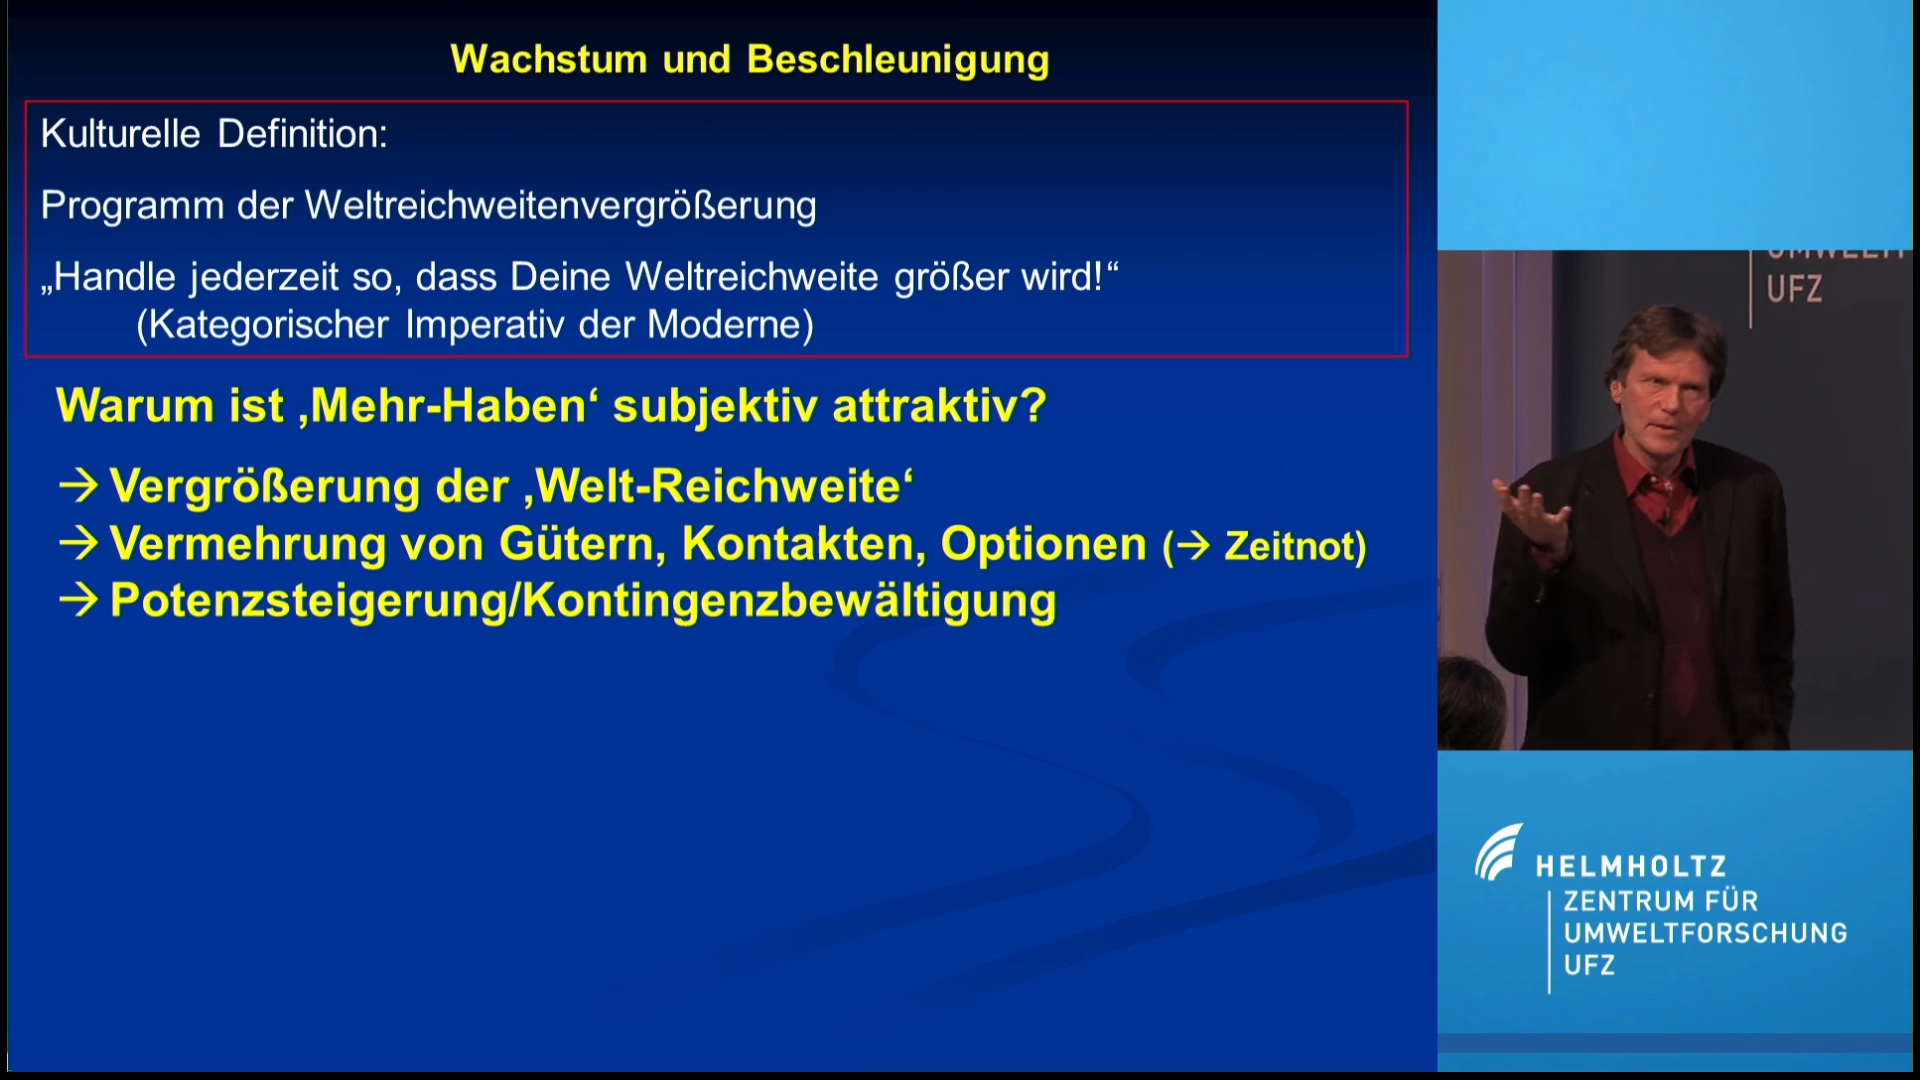 Wachstum und Beschleunigung
Kulturelle Definition:
Programm der Weltreichweitenvergrößerung
„Handle jederzeit so, dass Deine Weltreichweite größer wird!“
(Kategorischer Imperativ der Moderne)
Warum ist ‚Mehr-Haben‘ subjektiv attraktiv?
→ Vergrößerung der ‚Welt-Reichweite‘
→ Vermehrung von Gütern, Kontakten, Optionen (→ Zeitnot)
→ Potenzsteigerung/Kontingenzbewältigung
UFZ
HELMHOLTZ
ZENTRUM FÜR
UMWELTFORSCHUNG
UFZ